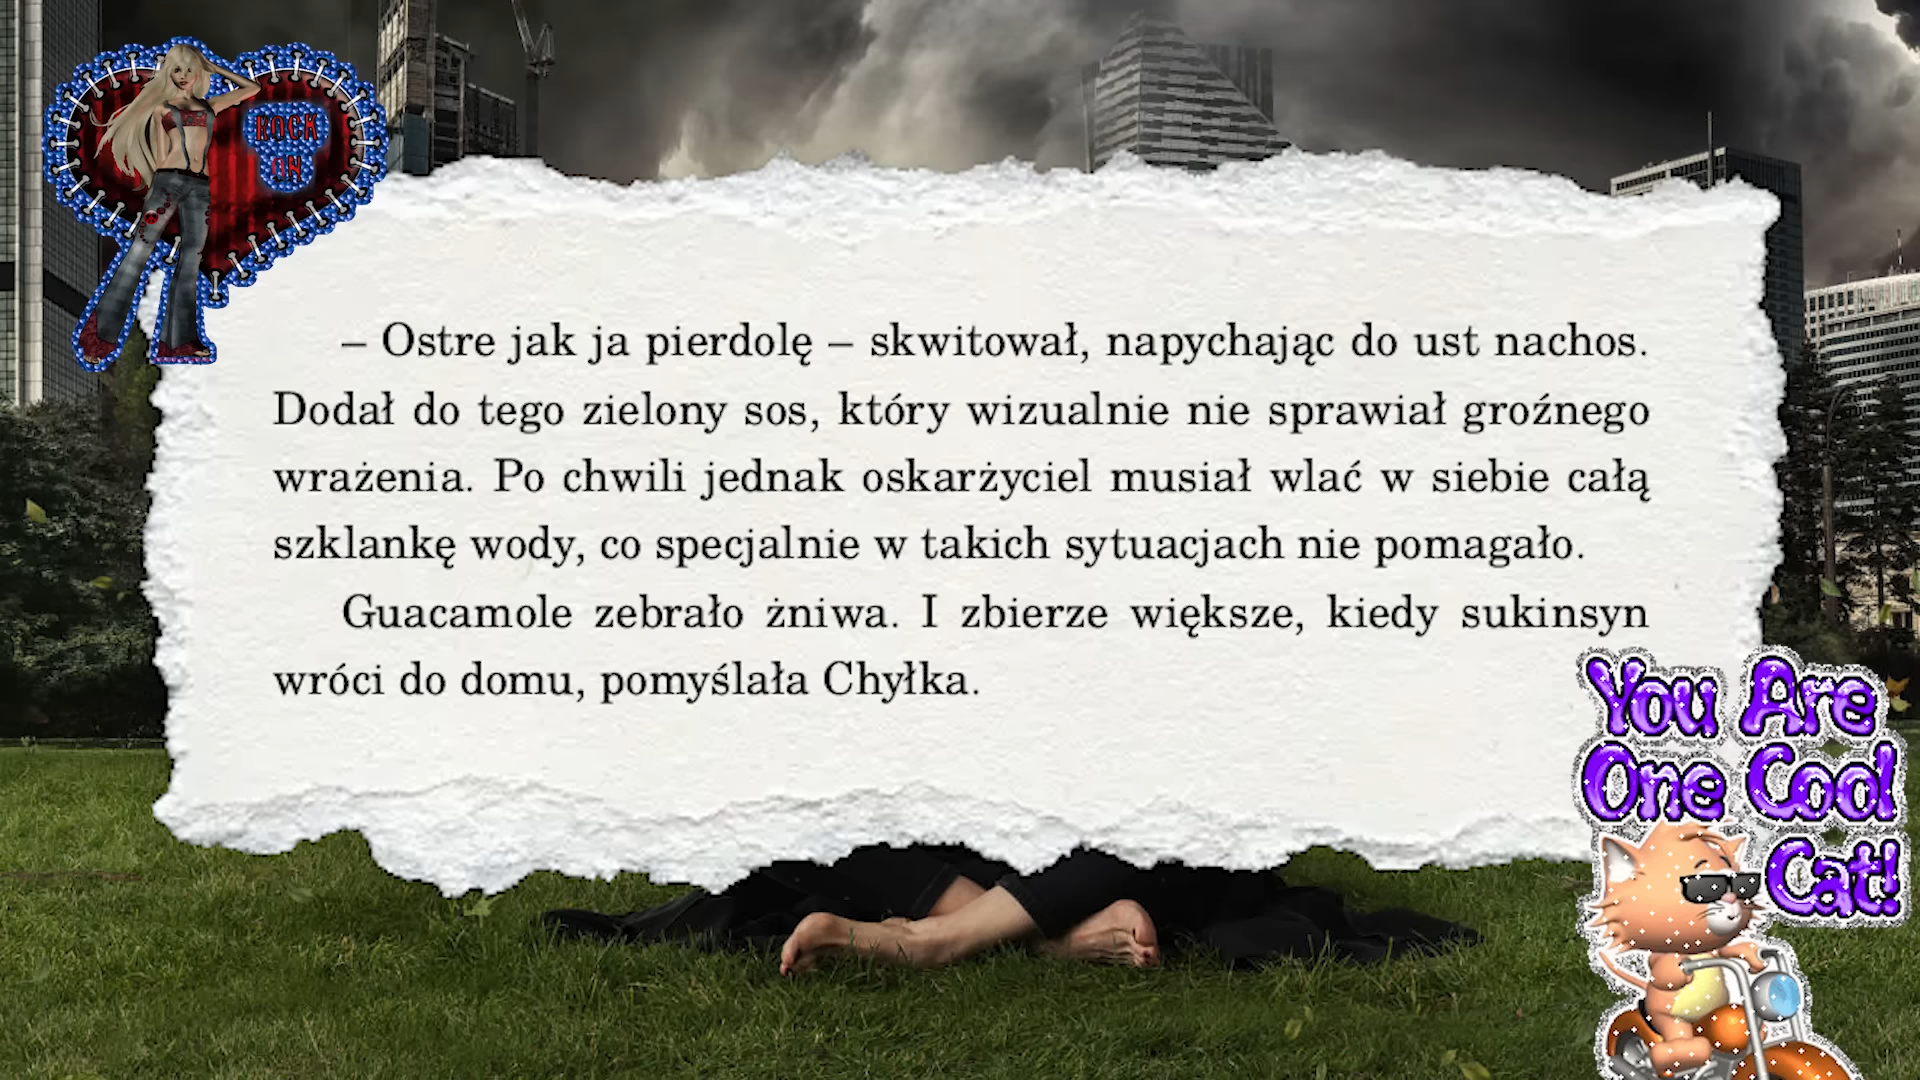 ROCK
ON
– Ostre jak ja pierdolę – skwitował, napychając do ust nachos.
Dodał do tego zielony sos, który wizualnie nie sprawiał groźnego
wrażenia. Po chwili jednak oskarżyciel musiał wlać w siebie całą
szklankę wody, co specjalnie w takich sytuacjach nie pomagało.
Guacamole zebrało żniwa. I zbierze większe, kiedy sukinsyn
wróci do domu, pomyślała Chyłka.
You Are
One Cool
Cat!